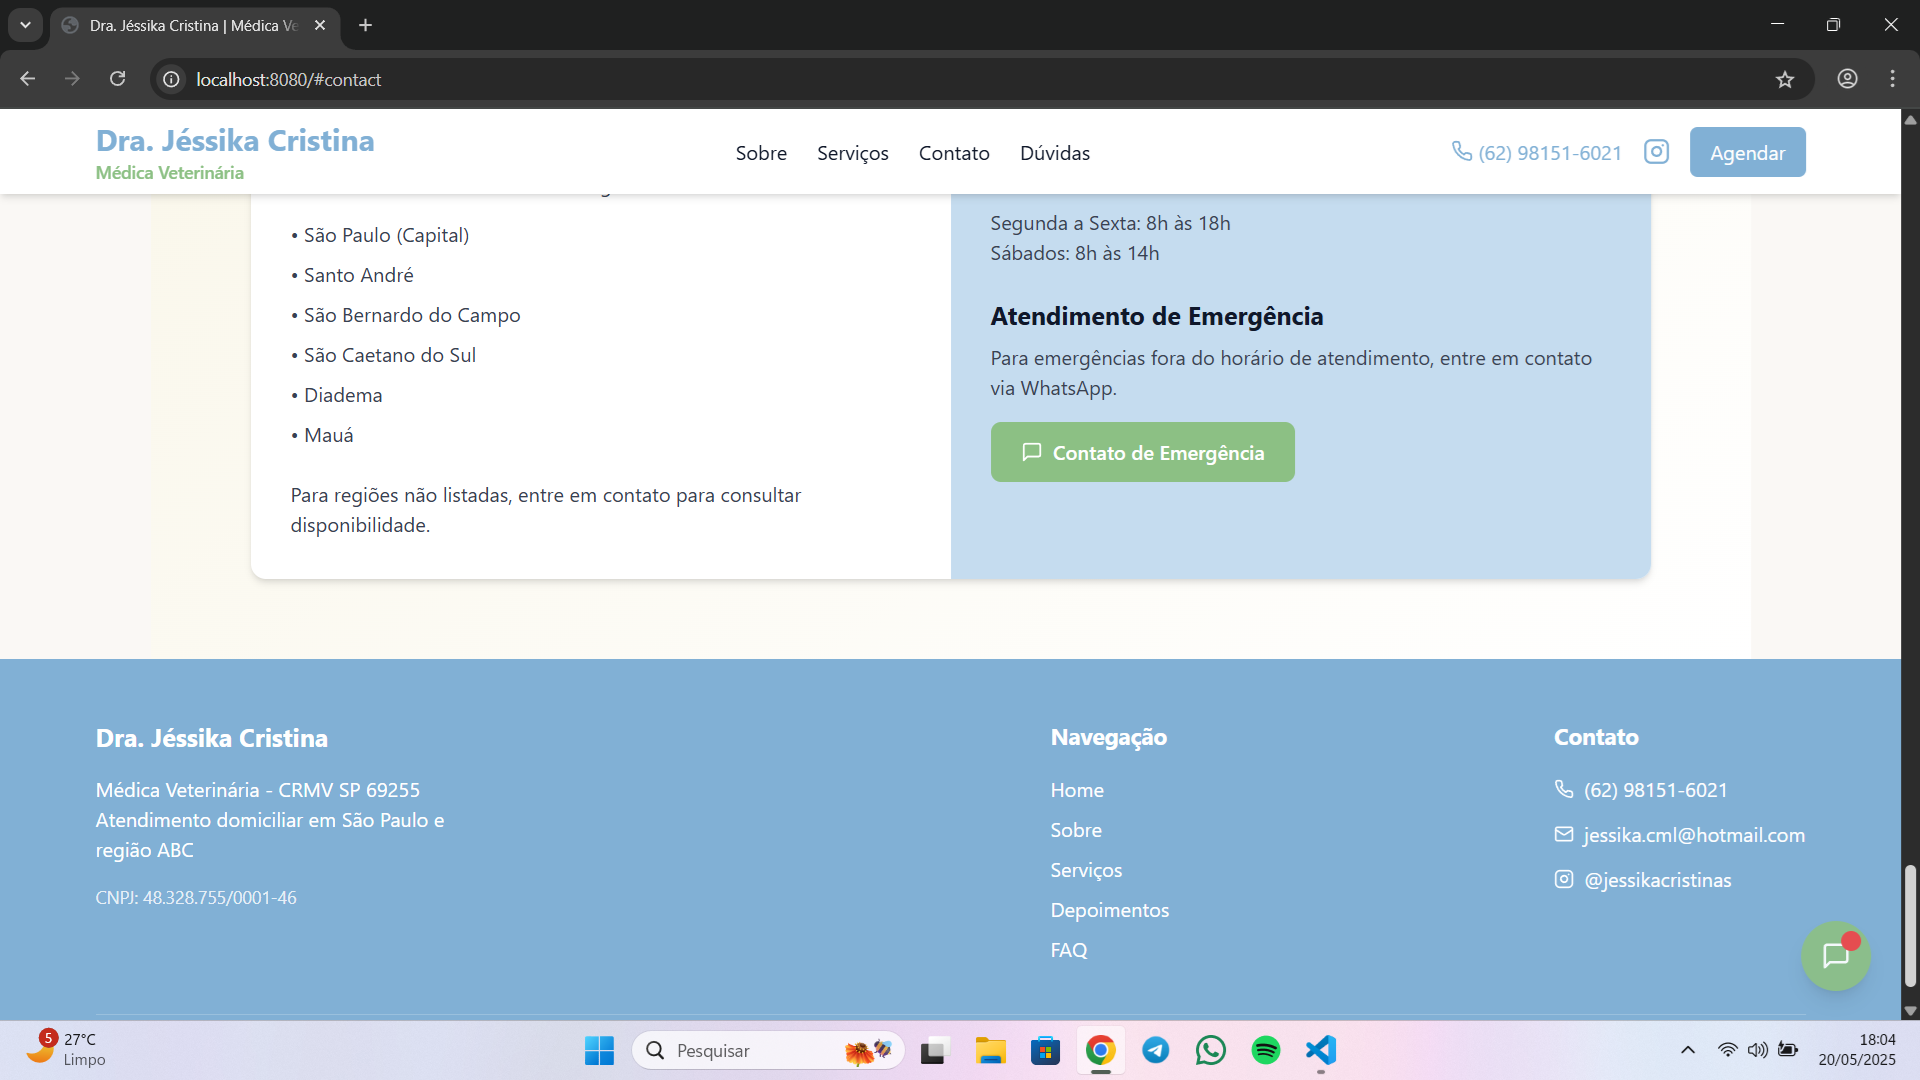 Dra. Jéssika Cristina | Médica Ve
localhost:8080/#contact
Dra. Jéssika Cristina
Médica Veterinária
Sobre
Serviços
Contato
Dúvidas
(62) 98151-6021
Agendar
• São Paulo (Capital)
• Santo André
• São Bernardo do Campo
• São Caetano do Sul
• Diadema
• Mauá
Para regiões não listadas, entre em contato para consultar
disponibilidade.
Segunda a Sexta: 8h às 18h
Sábados: 8h às 14h
Atendimento de Emergência
Para emergências fora do horário de atendimento, entre em contato
via WhatsApp.
Contato de Emergência
Dra. Jéssika Cristina
Médica Veterinária - CRMV SP 69255
Atendimento domiciliar em São Paulo e
região ABC
CNPJ: 48.328.755/0001-46
Navegação
Home
Sobre
Serviços
Depoimentos
FAQ
Contato
(62) 98151-6021
jessika.cml@hotmail.com
@jessikacristinas
5
27°C
Limpo
Pesquisar
18:04
20/05/2025